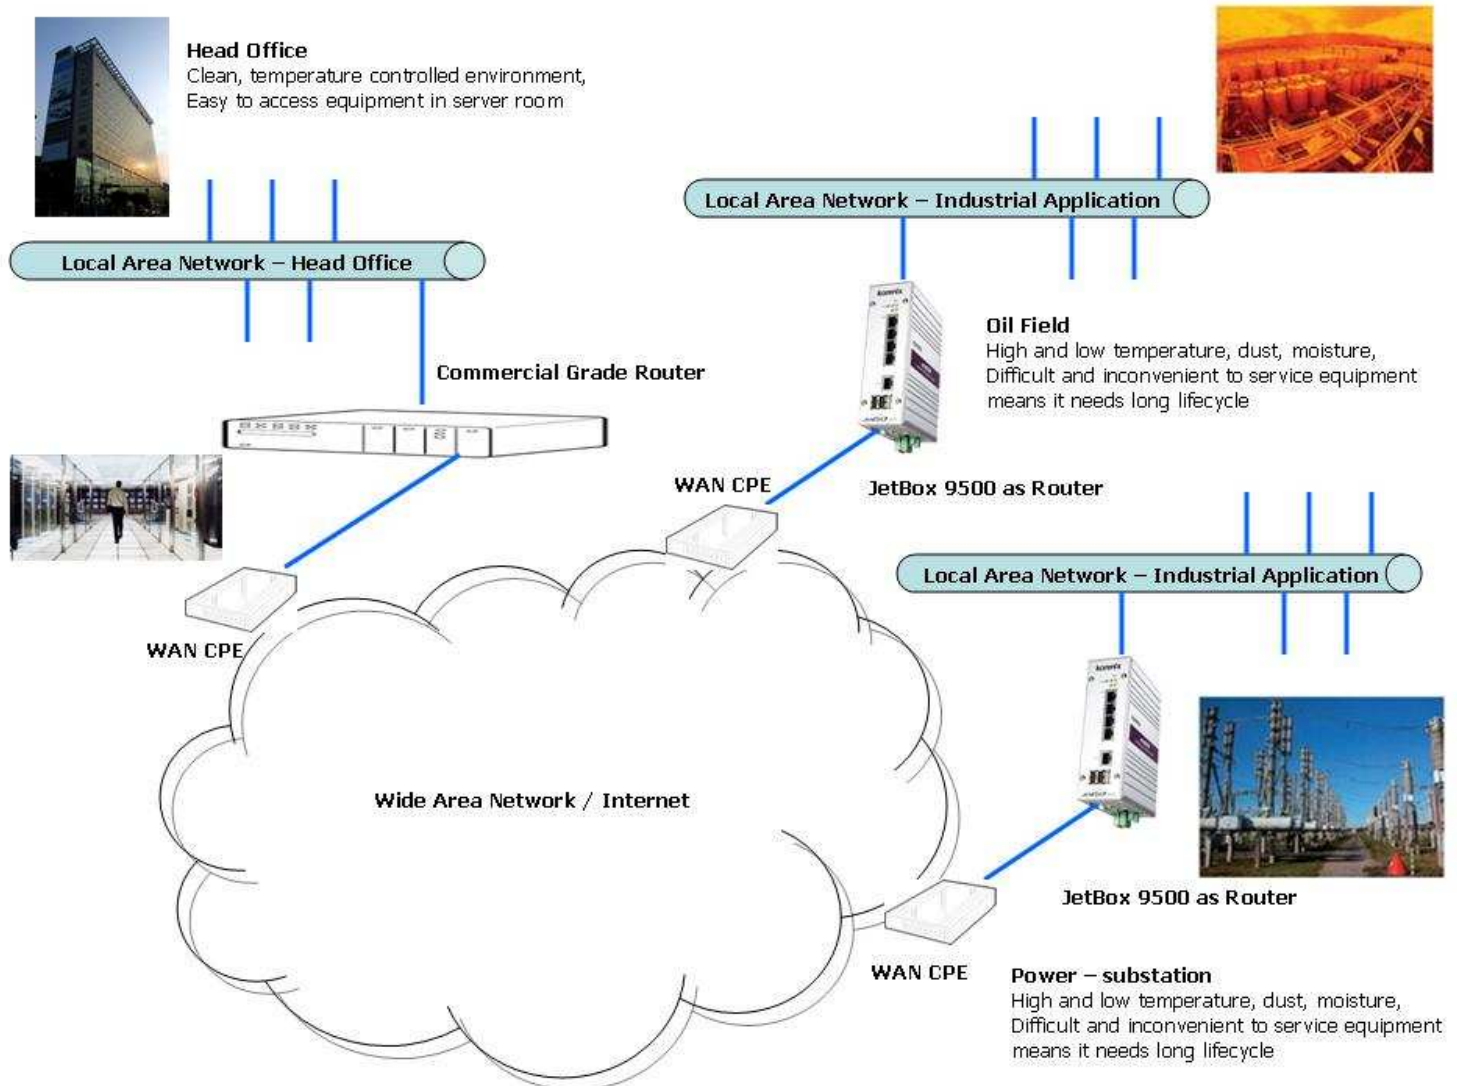 Head Office
Clean, temperature controlled environment,
Easy to access equipment in server room
Local Area Network – Industrial Application
Local Area Network – Head Office
korenix
Oil Field
High and low temperature, dust, moisture,
Difficult and inconvenient to service equipment
means it needs long lifecycle
Commercial Grade Router
WAN CPE
JetBox 9500 as Router
Local Area Network – Industrial Application
WAN CPE
korenix
Wide Area Network / Internet
JetBox 9500 as Router
WAN CPE
Power – substation
High and low temperature, dust, moisture,
Difficult and inconvenient to service equipment
means it needs long lifecycle